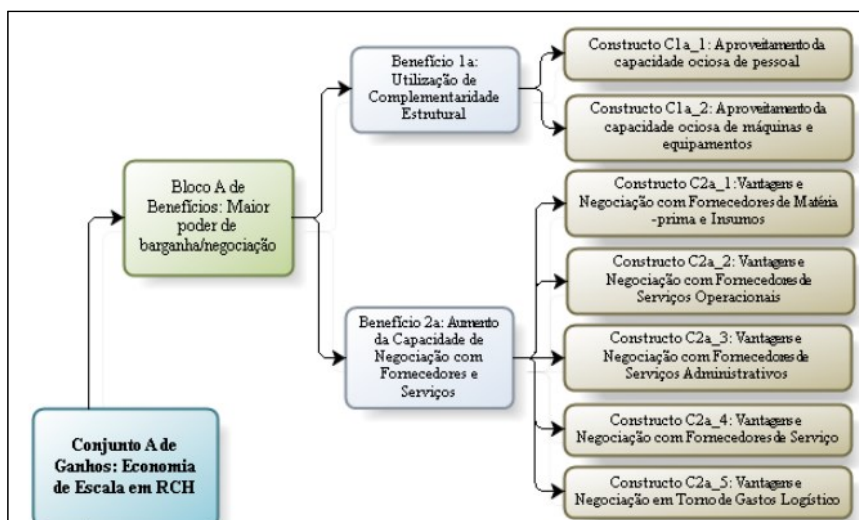 Benefício 1a:
Utilização de
Complementaridade
Estrutural
Constructo C1a_1: Aproveitamento da
capacidade ociosa de pessoal
Constructo C1a_2: Aproveitamento da
capacidade ociosa de máquinas e
equipamentos
Bloco A de
Benefícios: Maior
poder de
barganha/negociação
Constructo C2a_1: Vantagens e
Negociação com Fornecedores de Matéria
-prima e Insumos
Constructo C2a_2: Vantagens e
Negociação com Fornecedores de
Serviços Operacionais
Benefício 2a: Aumento
da Capacidade de
Negociação com
Fornecedores e
Serviços
Constructo C2a_3: Vantagens e
Negociação com Fornecedores de
Serviços Administrativos
Constructo C2a_4: Vantagens e
Negociação com Fornecedores de Serviço
Constructo C2a_5: Vantagens e
Negociação em Torno de Gastos Logístico
Conjunto A de
Ganhos: Economia
de Escala em RCH